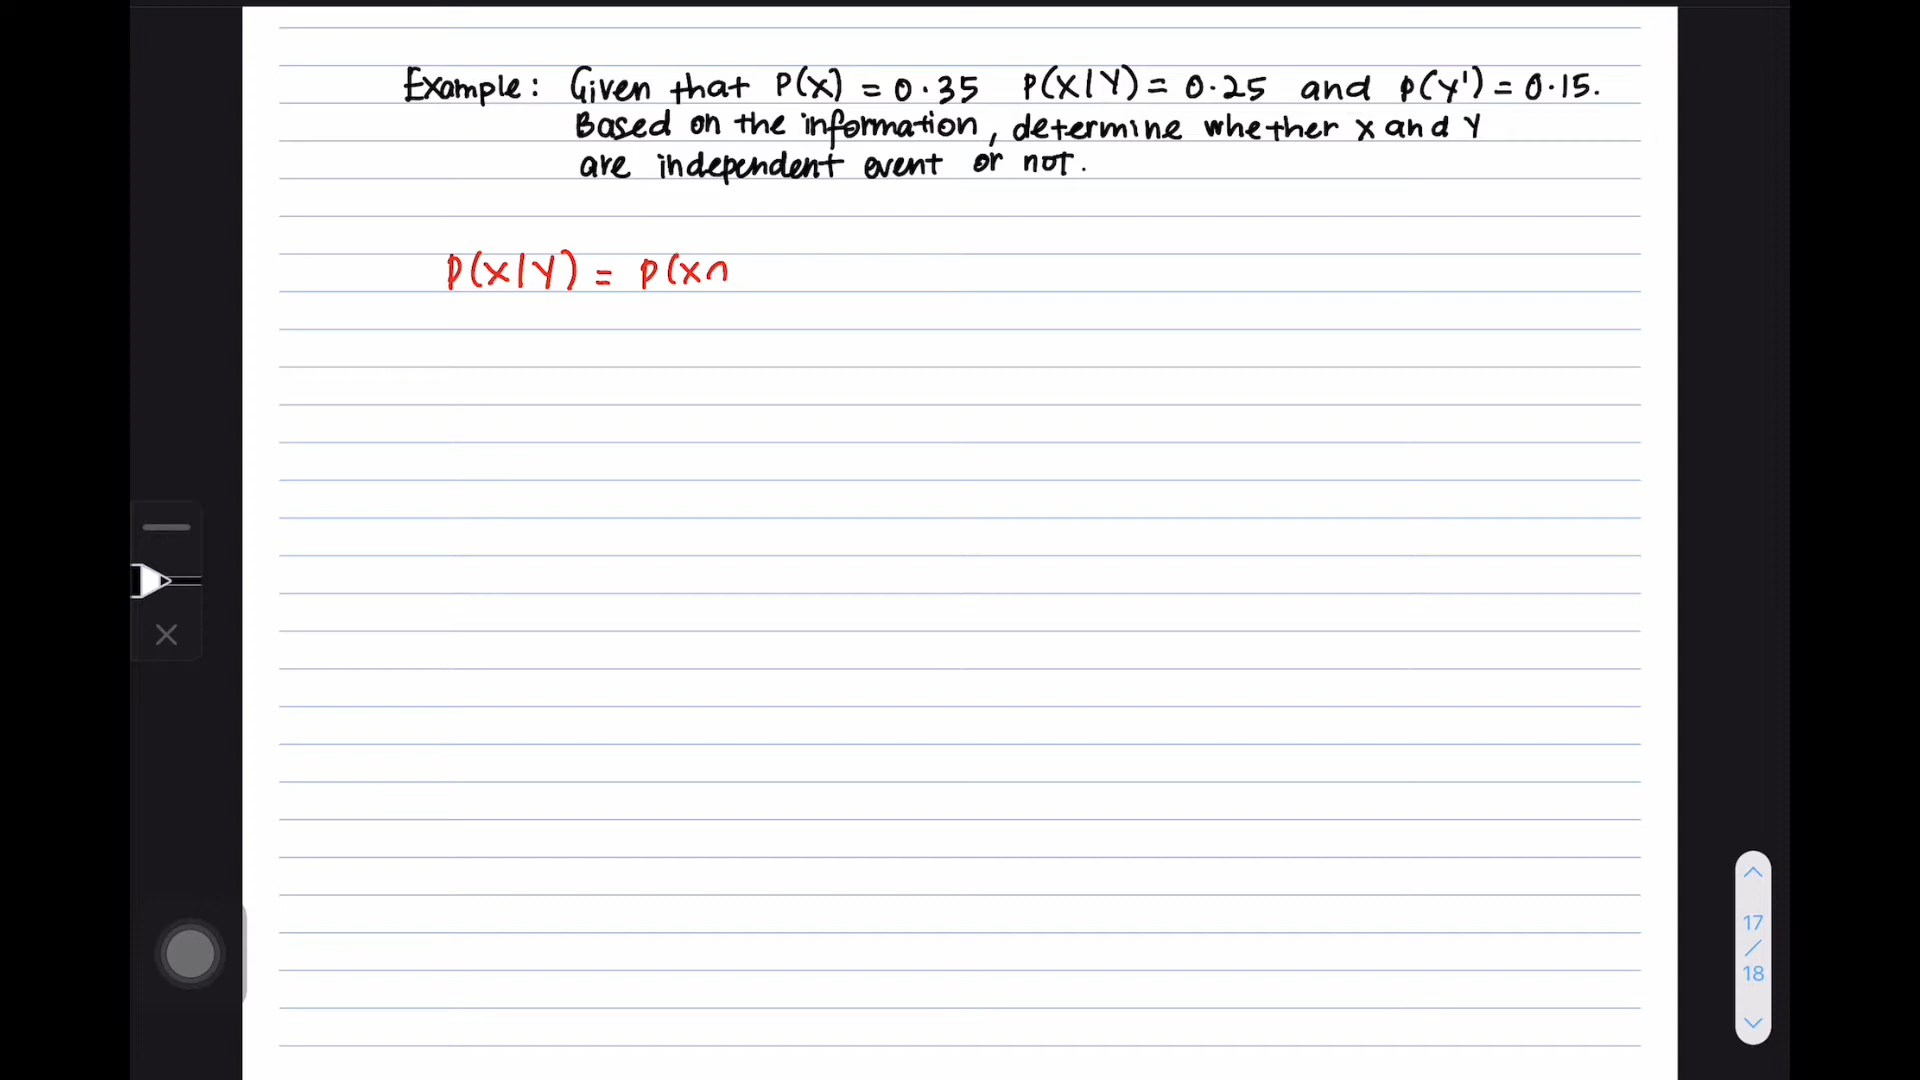 Example: Given that P(X) = 0.35 P(X|Y) = 0.25 and P(Y') = 0.15.
Based on the information, determine whether X and Y
are independent event or not.
P(X|Y) = P(X∩
17
/
18